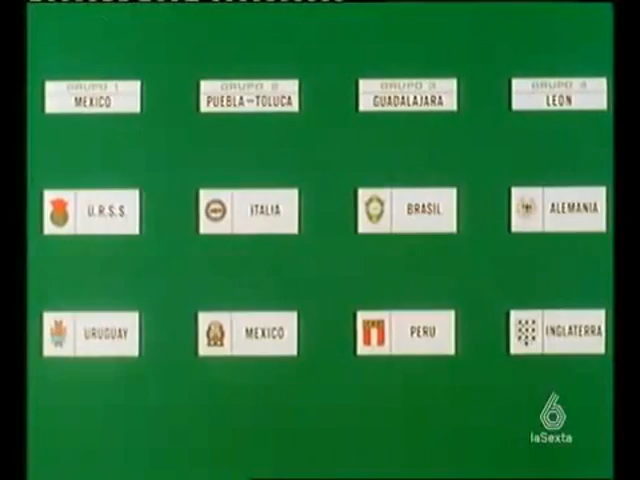 GRUPO 1
MEXICO
GRUPO 2
PUEBLA-TOLUCA
GRUPO 3
GUADALAJARA
GRUPO 4
LEON
U.R.S.S.
ITALIA
BRASIL
ALEMANIA
URUGUAY
MEXICO
PERU
INGLATERRA
6
laSexta